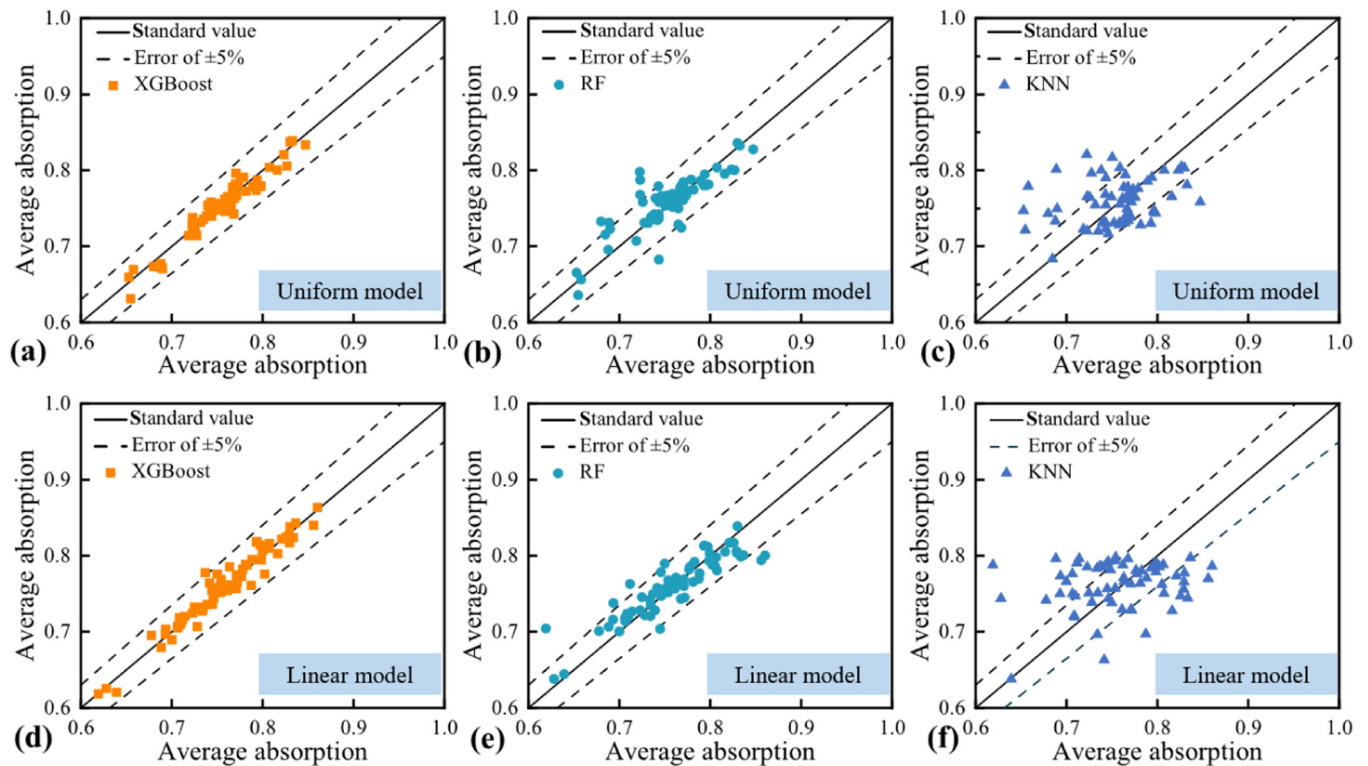 Standard value
Error of ±5%
XGBoost
Uniform model
Average absorption
Average absorption
1.0
0.9
0.8
0.7
0.6
0.6 0.7 0.8 0.9 1.0
(a)
Standard value
Error of ±5%
RF
Uniform model
Average absorption
Average absorption
1.0
0.9
0.8
0.7
0.6
0.6 0.7 0.8 0.9 1.0
(b)
Standard value
Error of ±5%
KNN
Uniform model
Average absorption
Average absorption
1.0
0.9
0.8
0.7
0.6
0.6 0.7 0.8 0.9 1.0
(c)
Standard value
Error of ±5%
XGBoost
Linear model
Average absorption
Average absorption
1.0
0.9
0.8
0.7
0.6
0.6 0.7 0.8 0.9 1.0
(d)
Standard value
Error of ±5%
RF
Linear model
Average absorption
Average absorption
1.0
0.9
0.8
0.7
0.6
0.6 0.7 0.8 0.9 1.0
(e)
Standard value
Error of ±5%
KNN
Linear model
Average absorption
Average absorption
1.0
0.9
0.8
0.7
0.6
0.6 0.7 0.8 0.9 1.0
(f)